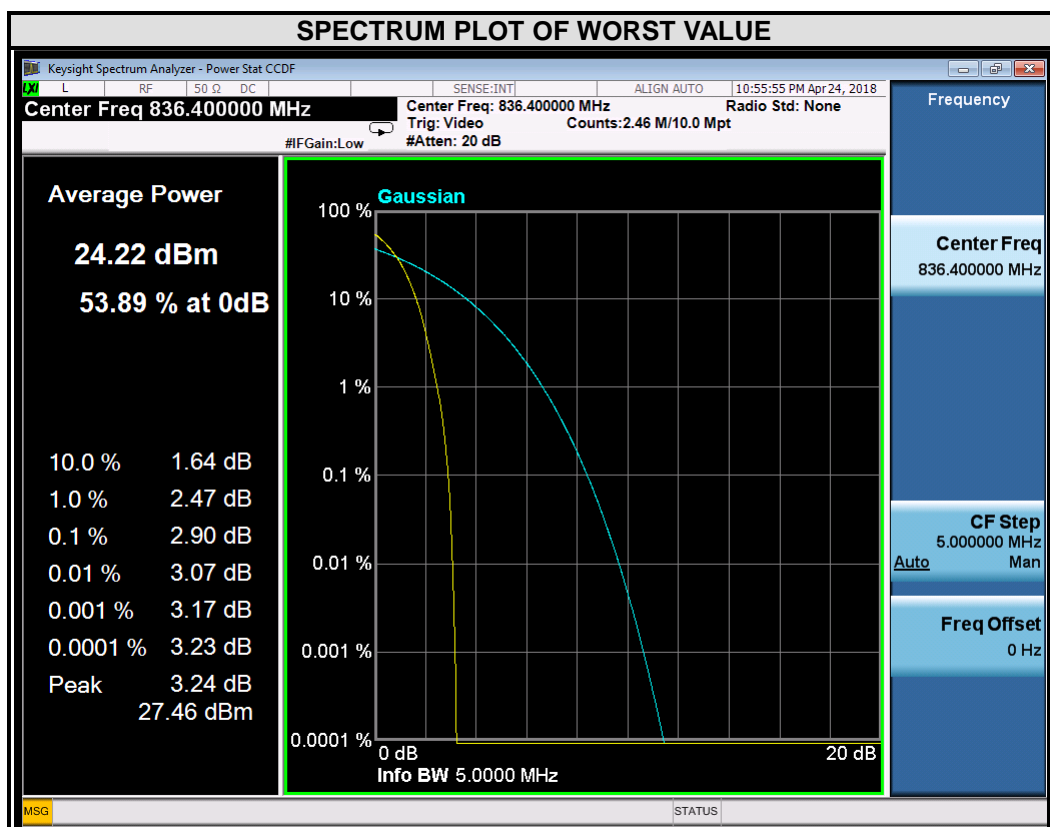 SPECTRUM PLOT OF WORST VALUE
Keysight Spectrum Analyzer - Power Stat CCDF
LXI L RF 50 Ω DC SENSE:INT ALIGN AUTO 10:55:55 PM Apr 24, 2018
Center Freq 836.400000 MHz
Center Freq: 836.400000 MHz Radio Std: None
Trig: Video Counts:2.46 M/10.0 Mpt
#IFGain:Low #Atten: 20 dB
Average Power
24.22 dBm
53.89 % at 0dB
10.0 % 1.64 dB
1.0 % 2.47 dB
0.1 % 2.90 dB
0.01 % 3.07 dB
0.001 % 3.17 dB
0.0001 % 3.23 dB
Peak 3.24 dB
27.46 dBm
Gaussian
100 %
10 %
1 %
0.1 %
0.01 %
0.001 %
0.0001 %
0 dB 20 dB
Info BW 5.0000 MHz
Frequency
Center Freq
836.400000 MHz
CF Step
5.000000 MHz
Auto Man
Freq Offset
0 Hz
MSG STATUS